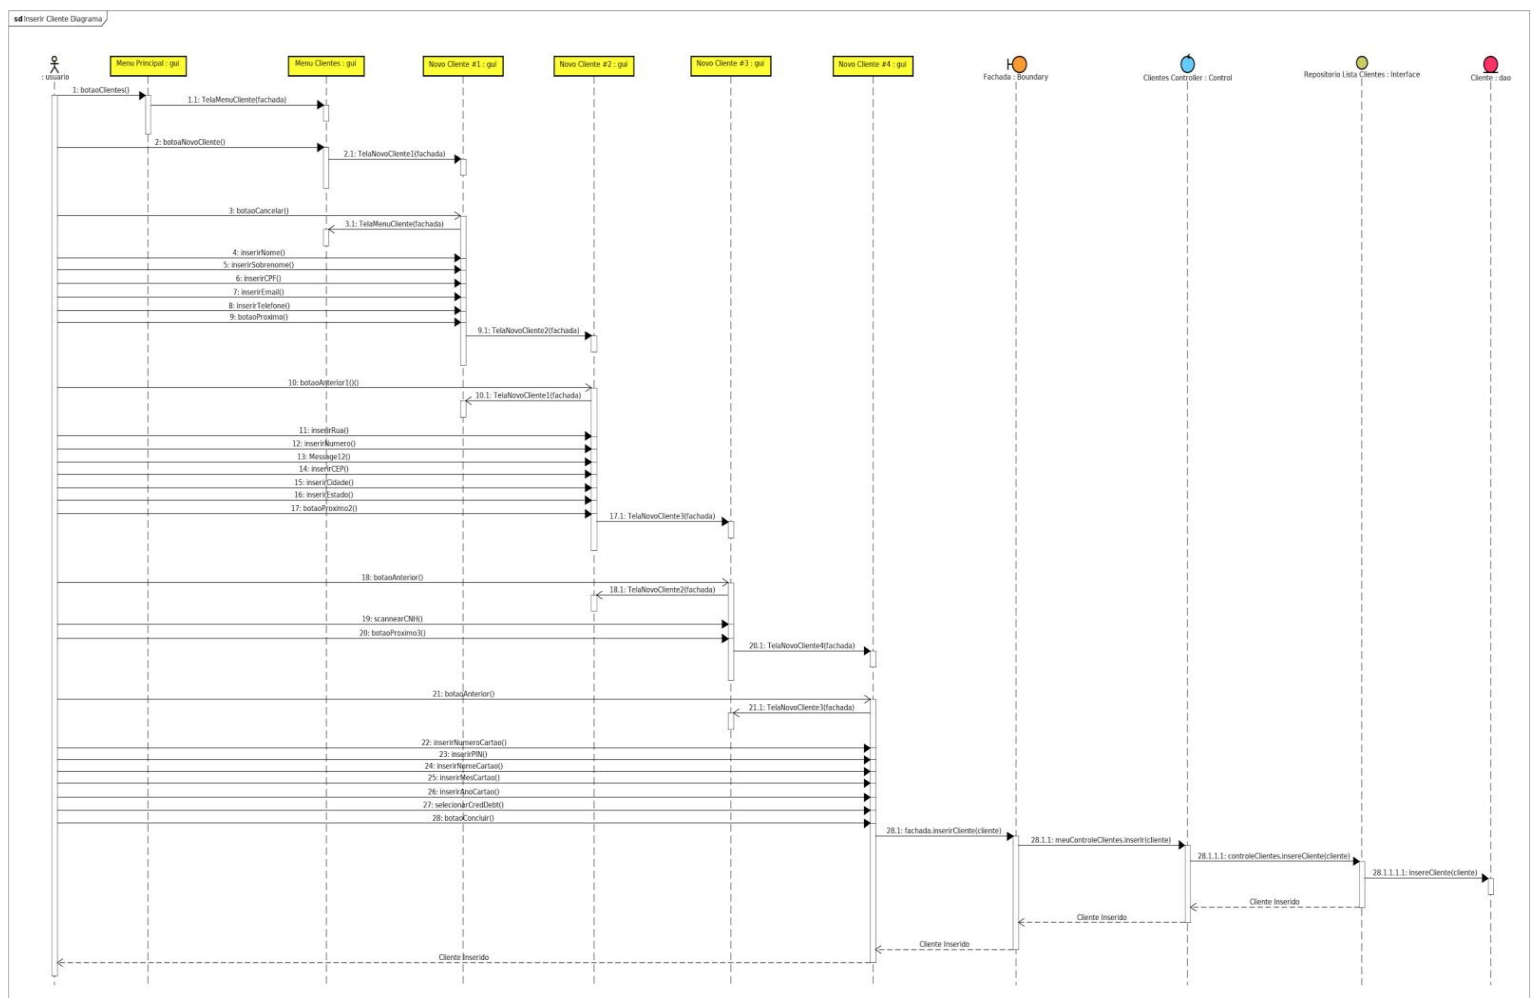 sd Inserir Cliente Diagrama
: usuario
Menu Principal : gui
Menu Clientes : gui
Novo Cliente #1 : gui
Novo Cliente #2 : gui
Novo Cliente #3 : gui
Novo Cliente #4 : gui
Fachada : Boundary
Clientes Controller : Control
Repositorio Lista Clientes : Interface
Cliente : dao
1: botaoClientes()
1.1: TelaMenuCliente(fachada)
2: botoaNovoCliente()
2.1: TelaNovoCliente1(fachada)
3: botaoCancelar()
3.1: TelaMenuCliente(fachada)
4: inserirNome()
5: inserirSobrenome()
6: inserirCPF()
7: inserirEmail()
8: inserirTelefone()
9: botaoProximo()
9.1: TelaNovoCliente2(fachada)
10: botaoAnterior1()()
10.1: TelaNovoCliente1(fachada)
11: inserirRua()
12: inserirNumero()
13: Message12()
14: inserirCEP()
15: inserirCidade()
16: inserirEstado()
17: botaoProximo2()
17.1: TelaNovoCliente3(fachada)
18: botaoAnterior()
18.1: TelaNovoCliente2(fachada)
19: scannearCNH()
20: botaoProximo3()
20.1: TelaNovoCliente4(fachada)
21: botaoAnterior()
21.1: TelaNovoCliente3(fachada)
22: inserirNumeroCartao()
23: inserirPIN()
24: inserirNomeCartao()
25: inserirMesCartao()
26: inserirAnoCartao()
27: selecionarCredDebt()
28: botaoConcluir()
28.1: fachada.inserirCliente(cliente)
28.1.1: meuControleClientes.inserir(cliente)
28.1.1.1: controleClientes.insereCliente(cliente)
28.1.1.1.1: insereCliente(cliente)
Cliente Inserido
Cliente Inserido
Cliente Inserido
Cliente Inserido